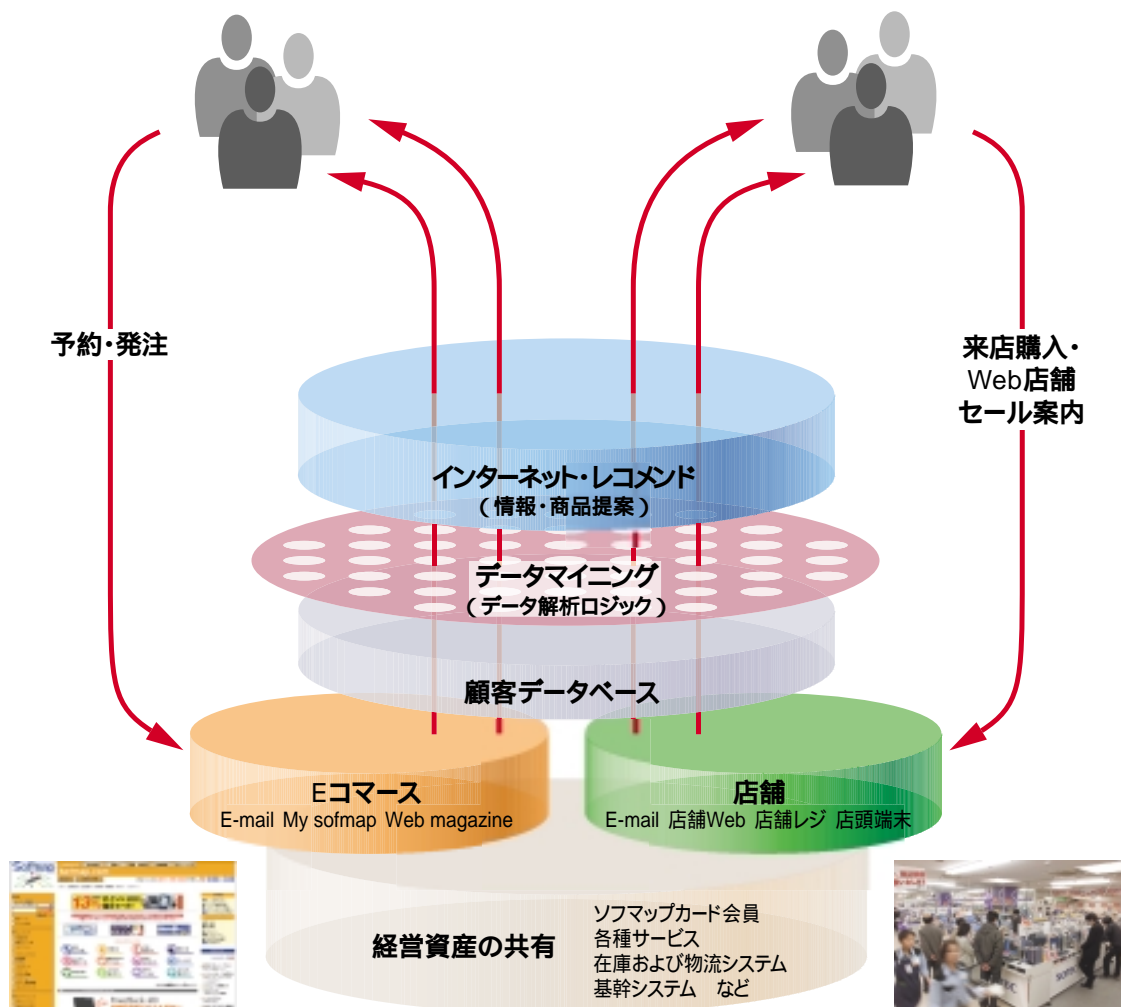 予約・発注
来店購入・
Web店舗
セール案内
インターネット・レコメンド
（情報・商品提案）
データマイニング
（データ解析ロジック）
顧客データベース
Eコマース
E-mail My sofmap Web magazine
店舗
E-mail 店舗Web 店舗レジ 店頭端末
経営資産の共有
ソフマップカード会員
各種サービス
在庫および物流システム
基幹システム など
Sofmap